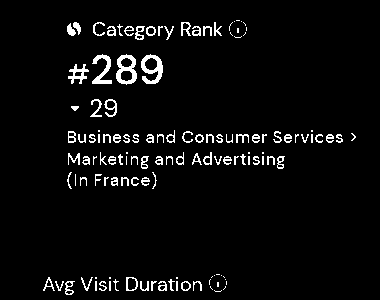 Category Rank
#289
29
Business and Consumer Services >
Marketing and Advertising
(In France)
Avg Visit Duration